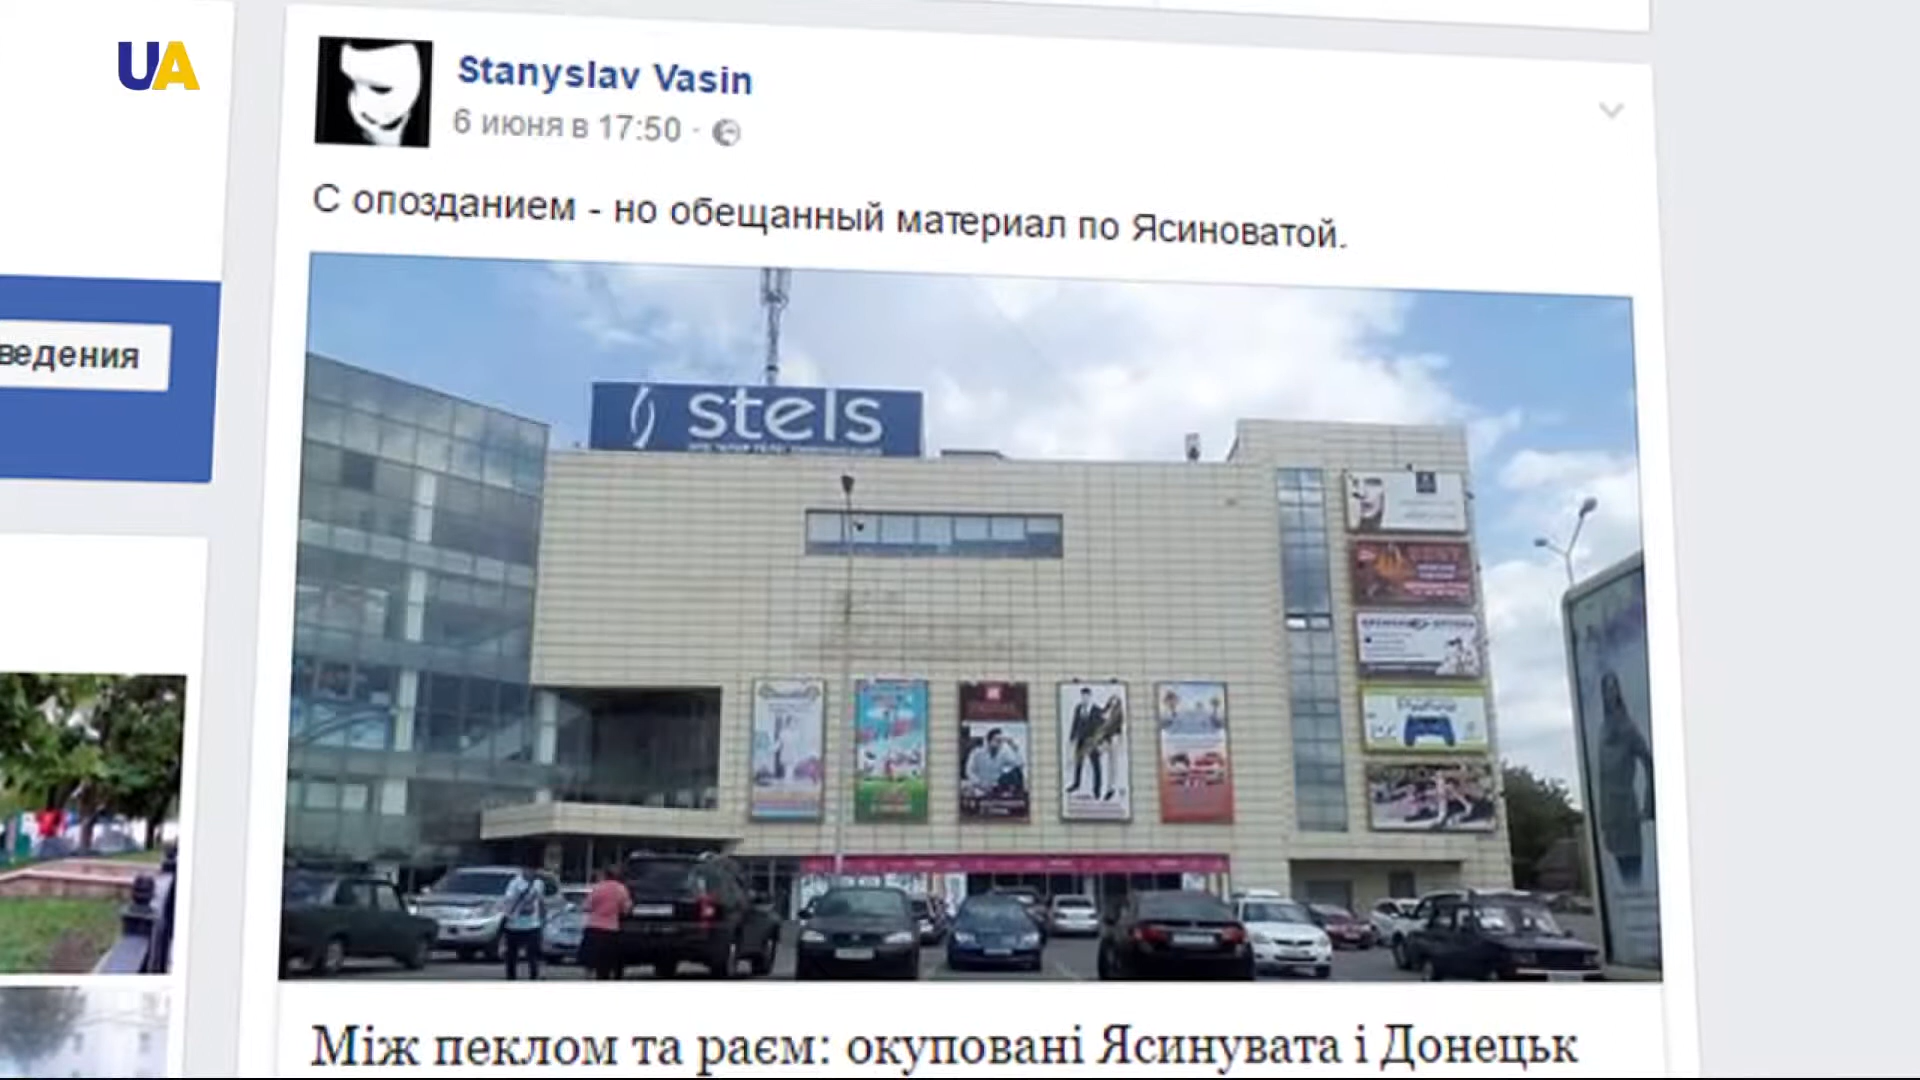 UA
Stanyslav Vasin
6 июня в 17:50
С опозданием - но обещанный материал по Ясиноватой.
ведения
stels
Між пеклом та раєм: окуповані Ясинувата і Донецьк